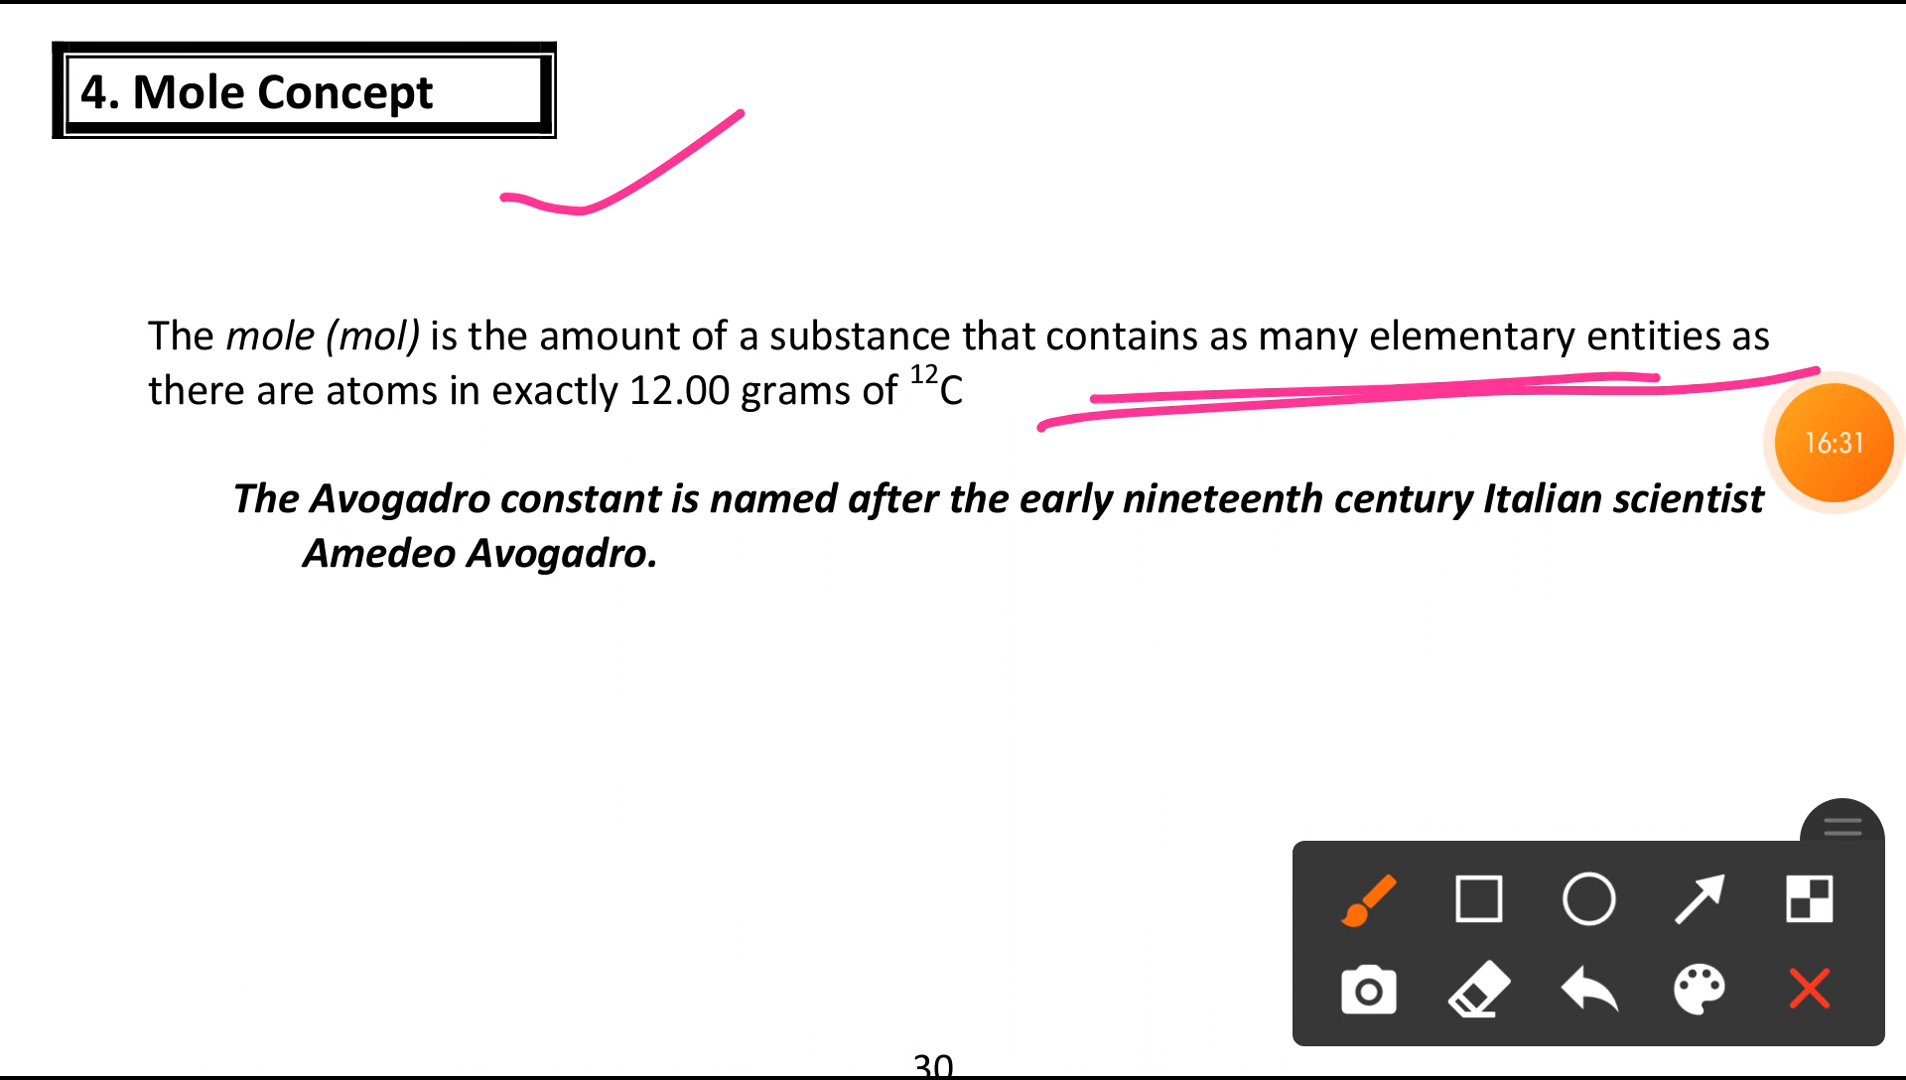 4. Mole Concept
The mole (mol) is the amount of a substance that contains as many elementary entities as
there are atoms in exactly 12.00 grams of ¹²C
16:31
The Avogadro constant is named after the early nineteenth century Italian scientist
Amedeo Avogadro.
30